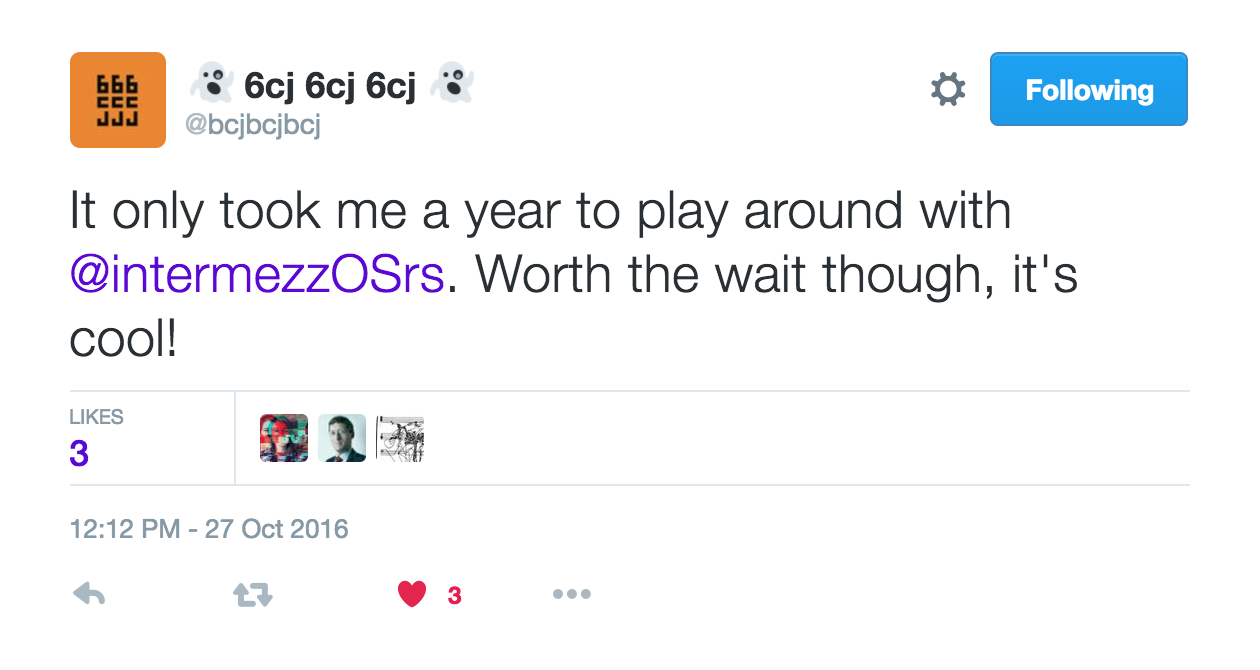 666
ccc
JJJ
👻 6cj 6cj 6cj 👻
@bcjbcjbcj
Following
It only took me a year to play around with
@intermezzOSrs. Worth the wait though, it's
cool!
LIKES
3
12:12 PM - 27 Oct 2016
3